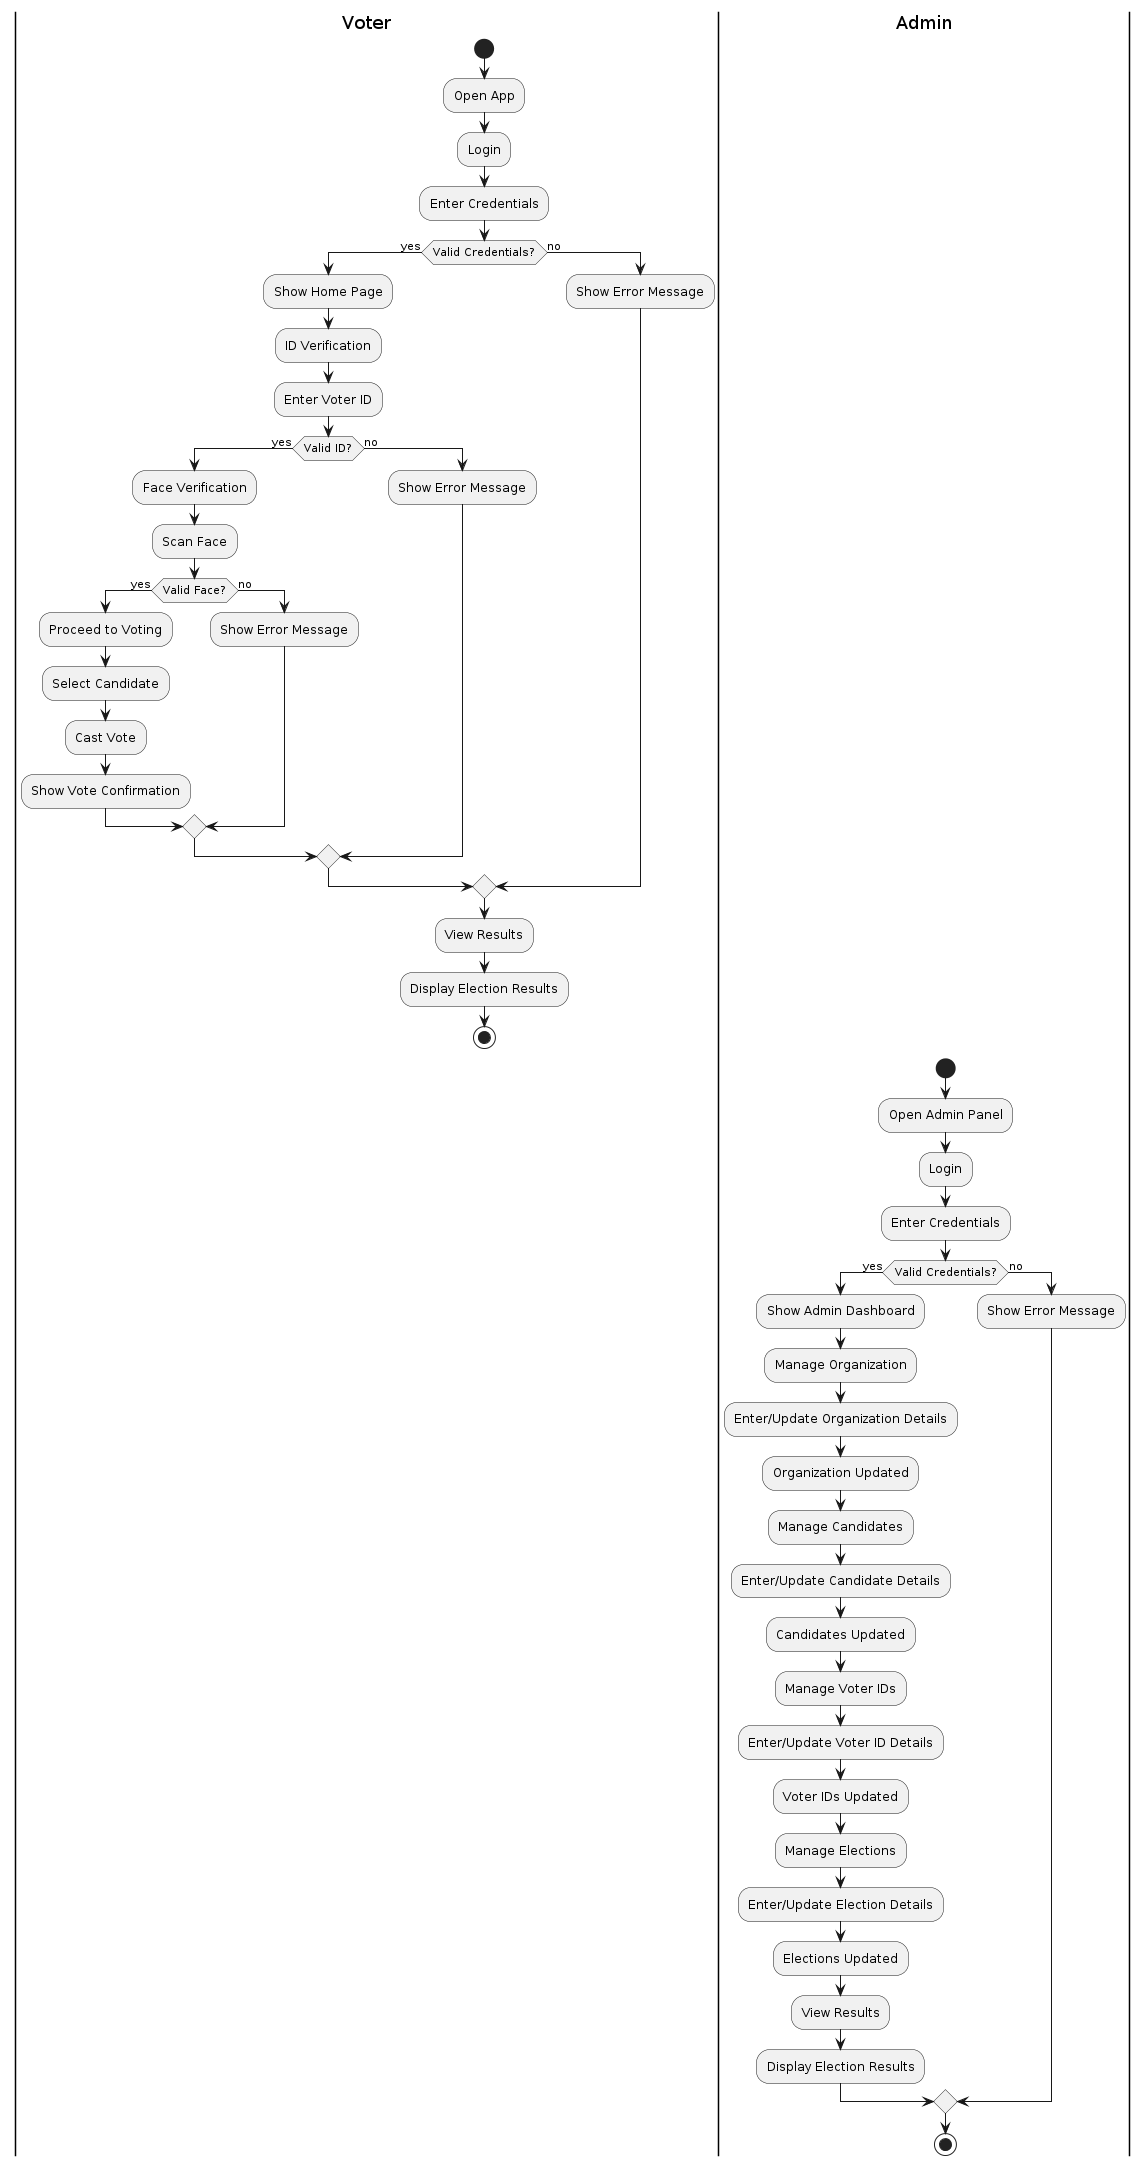 Voter
Admin
Open App
Login
Enter Credentials
yes
Valid Credentials?
no
Show Home Page
Show Error Message
ID Verification
Enter Voter ID
yes
Valid ID?
no
Face Verification
Show Error Message
Scan Face
yes
Valid Face?
no
Proceed to Voting
Show Error Message
Select Candidate
Cast Vote
Show Vote Confirmation
View Results
Display Election Results
Open Admin Panel
Login
Enter Credentials
yes
Valid Credentials?
no
Show Admin Dashboard
Show Error Message
Manage Organization
Enter/Update Organization Details
Organization Updated
Manage Candidates
Enter/Update Candidate Details
Candidates Updated
Manage Voter IDs
Enter/Update Voter ID Details
Voter IDs Updated
Manage Elections
Enter/Update Election Details
Elections Updated
View Results
Display Election Results